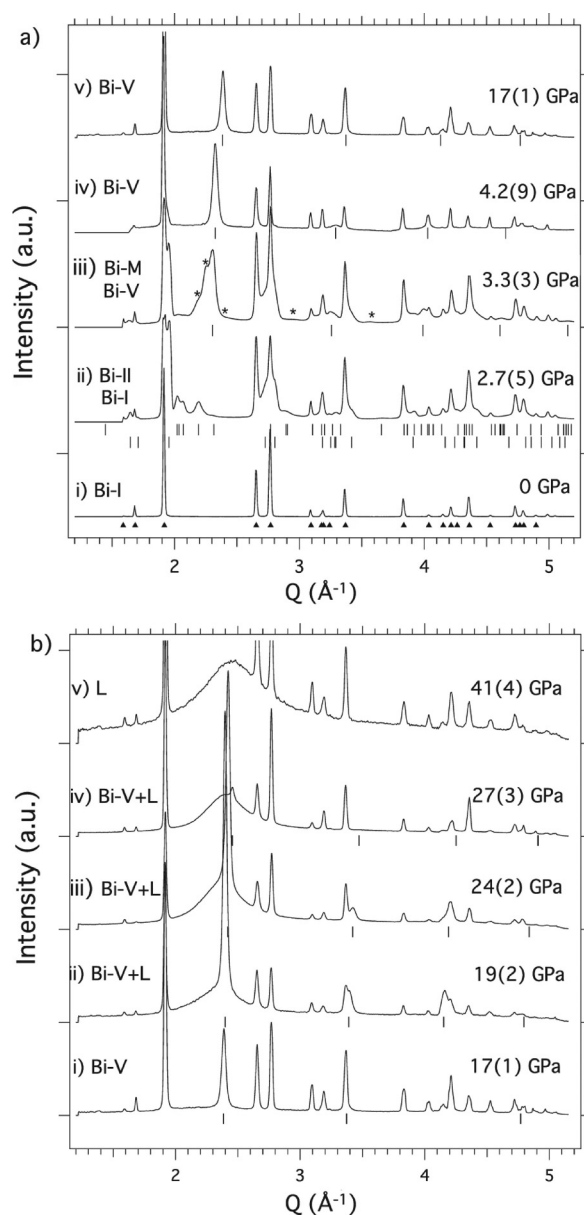 a)
v) Bi-V
17(1) GPa
iv) Bi-V
4.2(9) GPa
iii) Bi-M
Bi-V
3.3(3) GPa
* * * * *
ii) Bi-II
Bi-I
2.7(5) GPa
i) Bi-I
0 GPa
Intensity (a.u.)
2 3 4 5
Q (Å⁻¹)
b)
v) L
41(4) GPa
iv) Bi-V+L
27(3) GPa
iii) Bi-V+L
24(2) GPa
ii) Bi-V+L
19(2) GPa
i) Bi-V
17(1) GPa
Intensity (a.u.)
2 3 4 5
Q (Å⁻¹)